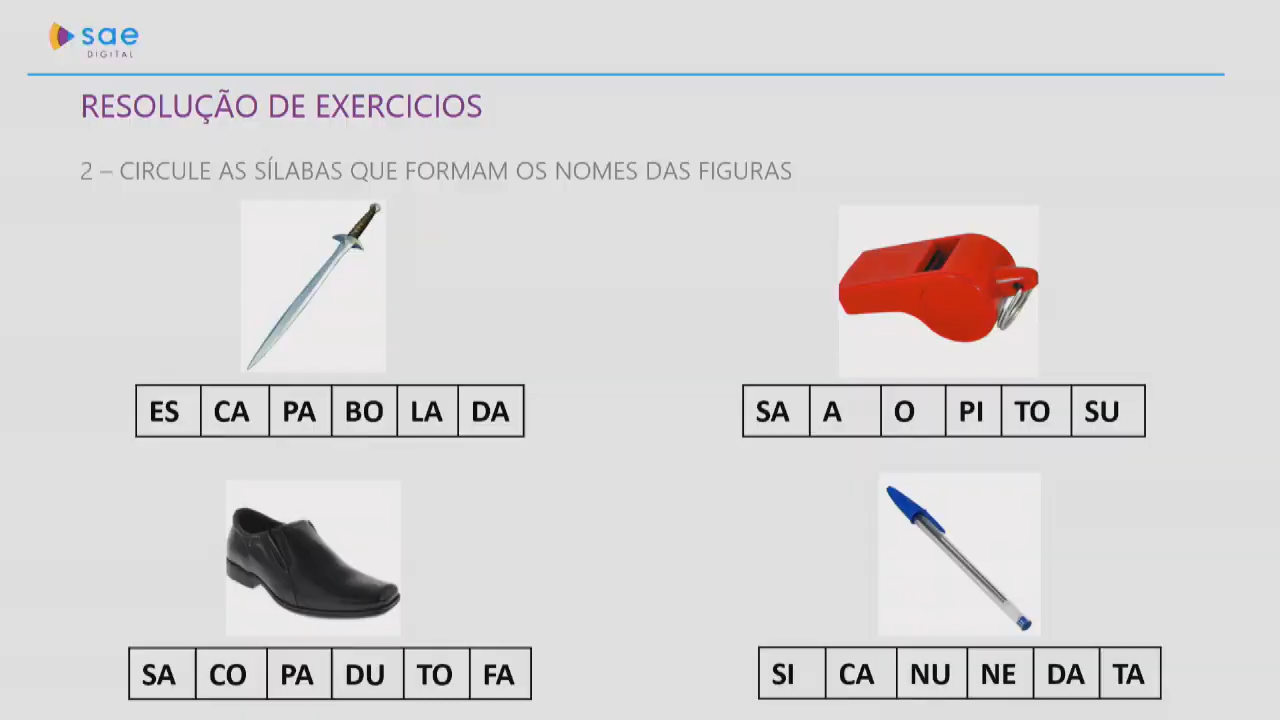 sae
DIGITAL
RESOLUÇÃO DE EXERCICIOS
2 – CIRCULE AS SÍLABAS QUE FORMAM OS NOMES DAS FIGURAS
ES CA PA BO LA DA
SA A O PI TO SU
SA CO PA DU TO FA
SI CA NU NE DA TA